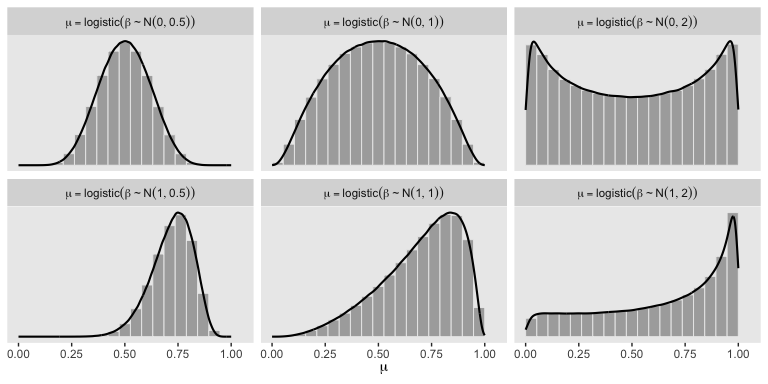 μ = logistic(β ~ N(0, 0.5))
μ = logistic(β ~ N(0, 1))
μ = logistic(β ~ N(0, 2))
μ = logistic(β ~ N(1, 0.5))
μ = logistic(β ~ N(1, 1))
μ = logistic(β ~ N(1, 2))
0.00 0.25 0.50 0.75 1.00 0.00 0.25 0.50 0.75 1.00 0.00 0.25 0.50 0.75 1.00
μ